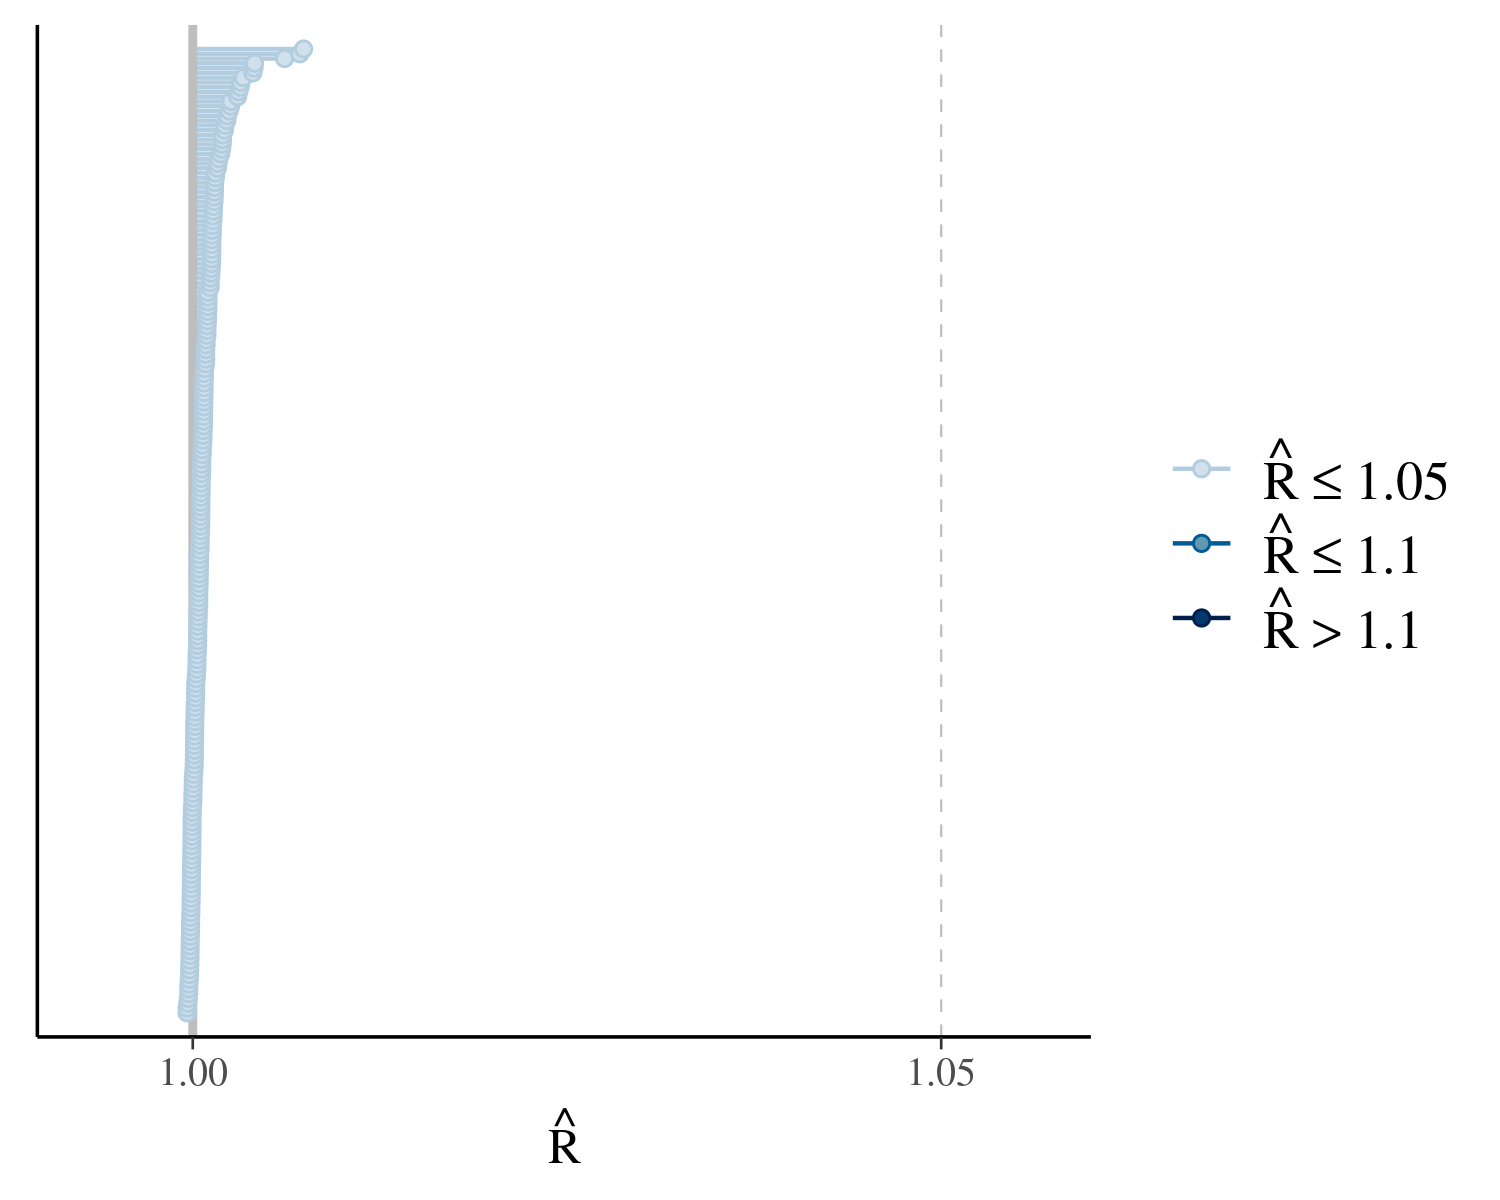 1.00 1.05
R̂
R̂ ≤ 1.05
R̂ ≤ 1.1
R̂ > 1.1